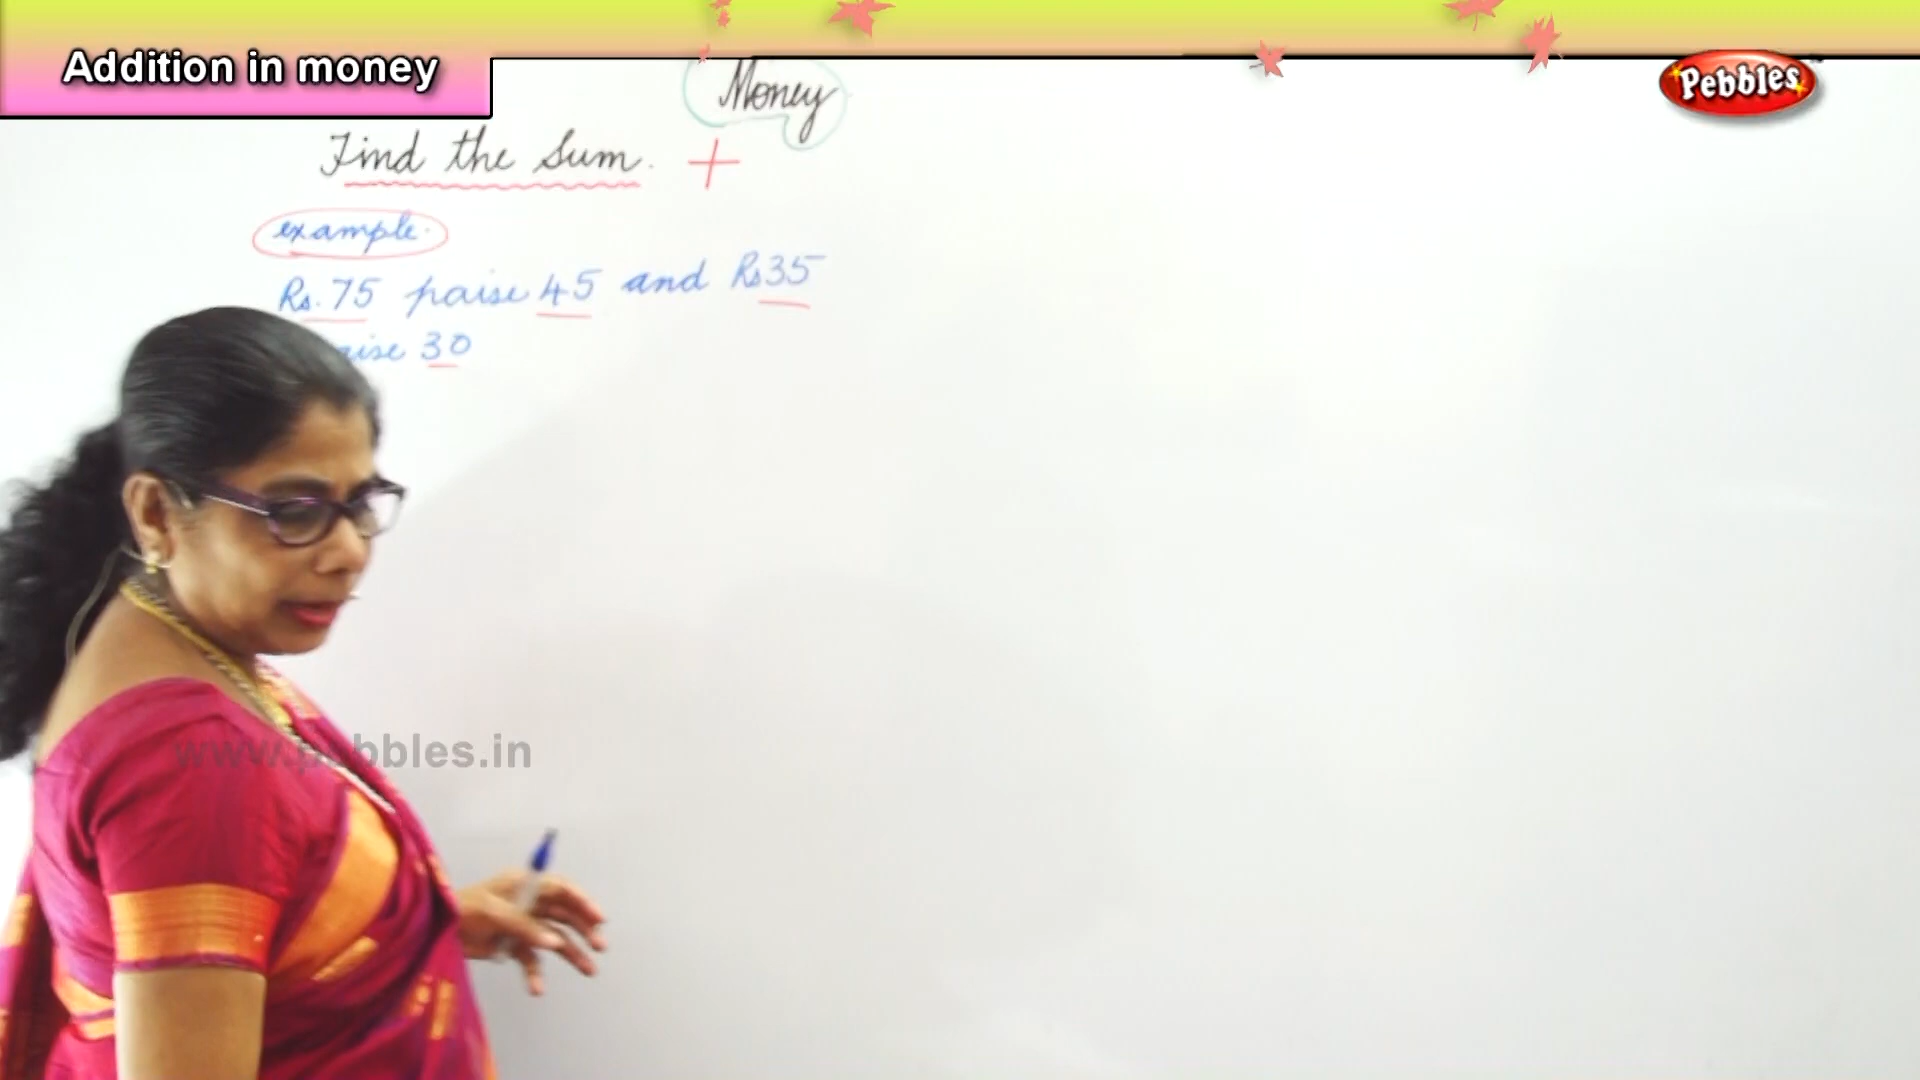 Addition in money
Pebbles
Money
Find the Sum. +
example.
Rs. 75 paise 45 and Rs 35
30
www.pebbles.in